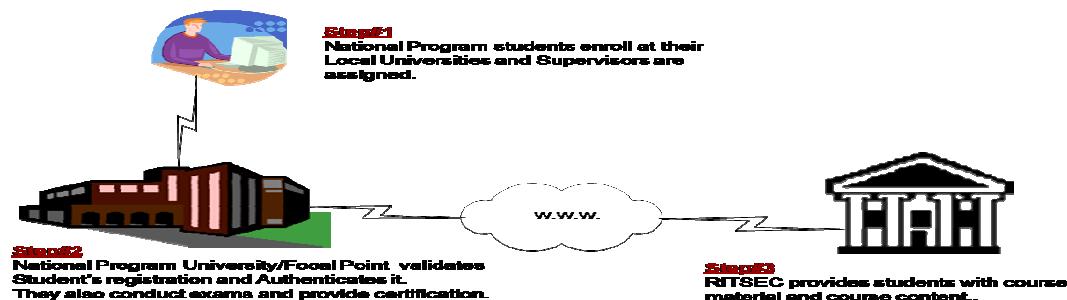 Step#1
National Program students enroll at their
Local Universities and Supervisors are
assigned.
w.w.w.
Step#2
National Program University/Focal Point validates
Student's registration and Authenticates it.
They also conduct exams and provide certification.
Step#3
RITSEC provides students with course
material and course content..